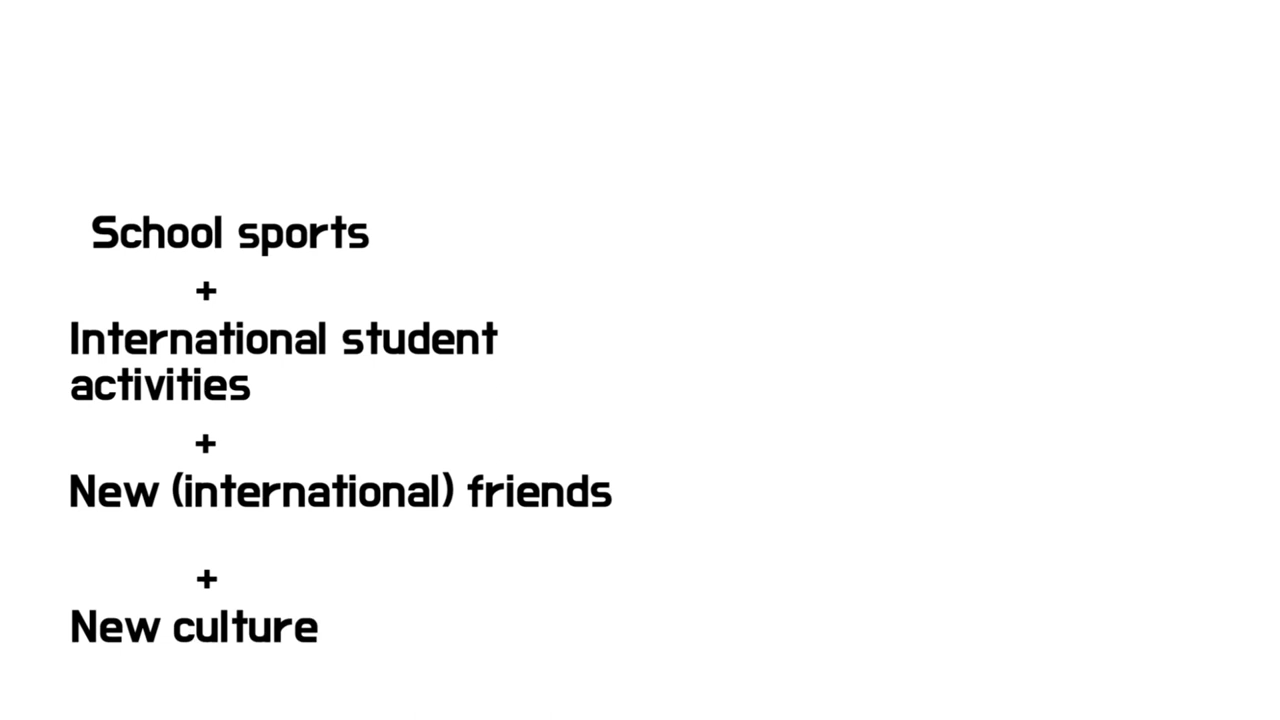 School sports
+
International student
activities
+
New (international) friends
+
New culture